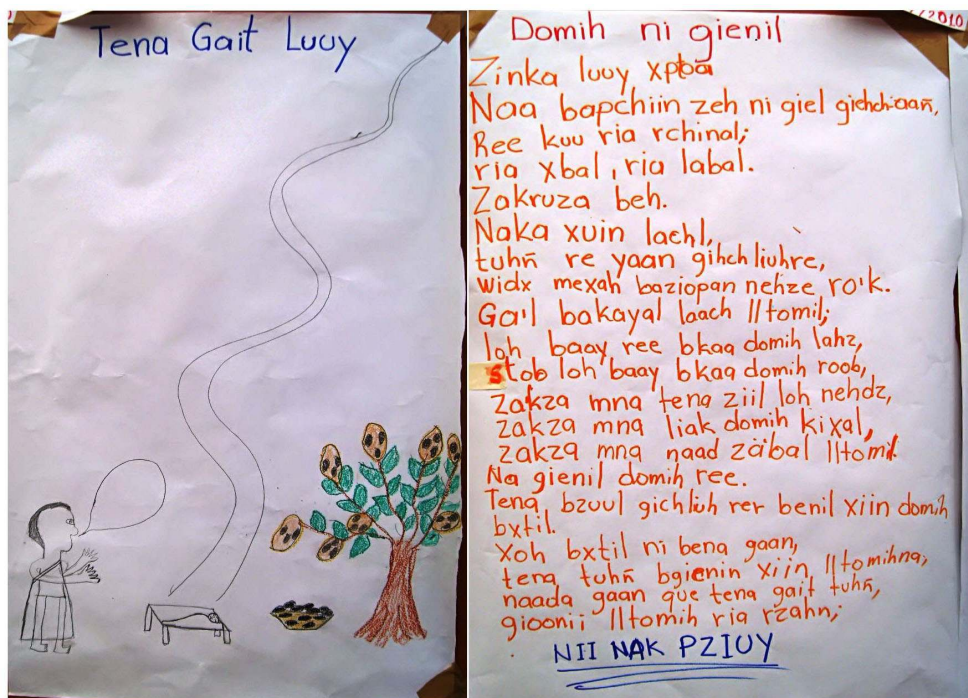 Tena Gait Luuy
Domih ni gienil
/2010
Zinka luuy xpba
Naa bapchiin zeh ni giel giehchiaañ,
Ree kuu ria rchinal;
ria xbal, ria labal.
Zakruza beh.
Naka xuin lachl,
tuhñ re yaan gihch liuhre,
widx mexah baziopan nehze ro'k.
Ga'l bakayal laach lltomil;
loh baay ree bkaa domih lahz,
stob loh baay bkaa domih roob,
zakza mna tena ziil loh nehdz,
zakza mna liak domih kixal,
zakza mna naad zäbal lltomil.
Na gienil domih ree.
Tena bzuul gichluh rer benil xiin domih
bxtil.
Xoh bxtil ni bena gaan,
tena tuhñ bgienin xiin lltomihna;
naada gaan que tena gait tuhñ,
gioonii lltomih ria rzahn;
NII NAK PZIUY